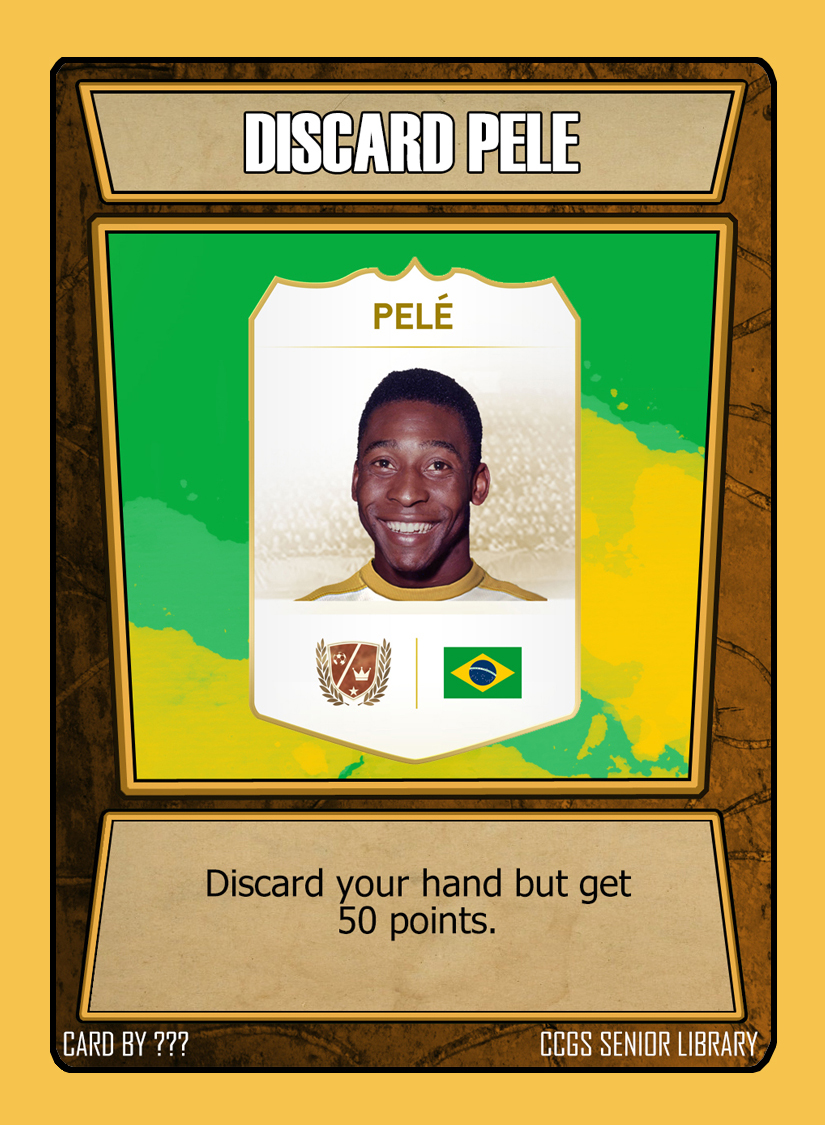 DISCARD PELE
PELÉ
Discard your hand but get
50 points.
CARD BY ???
CCGS SENIOR LIBRARY